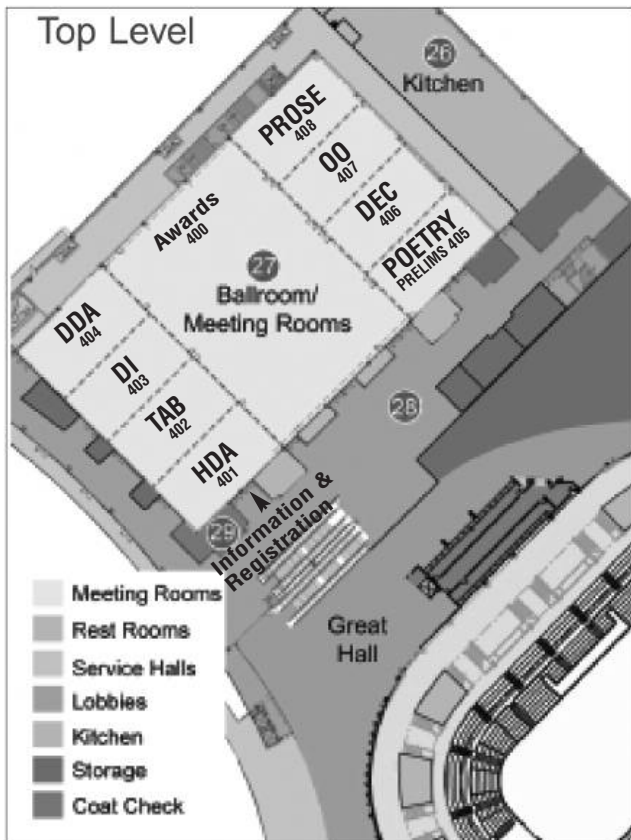 Top Level
26
Kitchen
PROSE
408
OO
407
DEC
406
POETRY
PRELIMS 405
Awards
400
27
Ballroom/
Meeting Rooms
DDA
404
DI
403
TAB
402
HDA
401
28
29
Information &
Registration
Great
Hall
Meeting Rooms
Rest Rooms
Service Halls
Lobbies
Kitchen
Storage
Coat Check